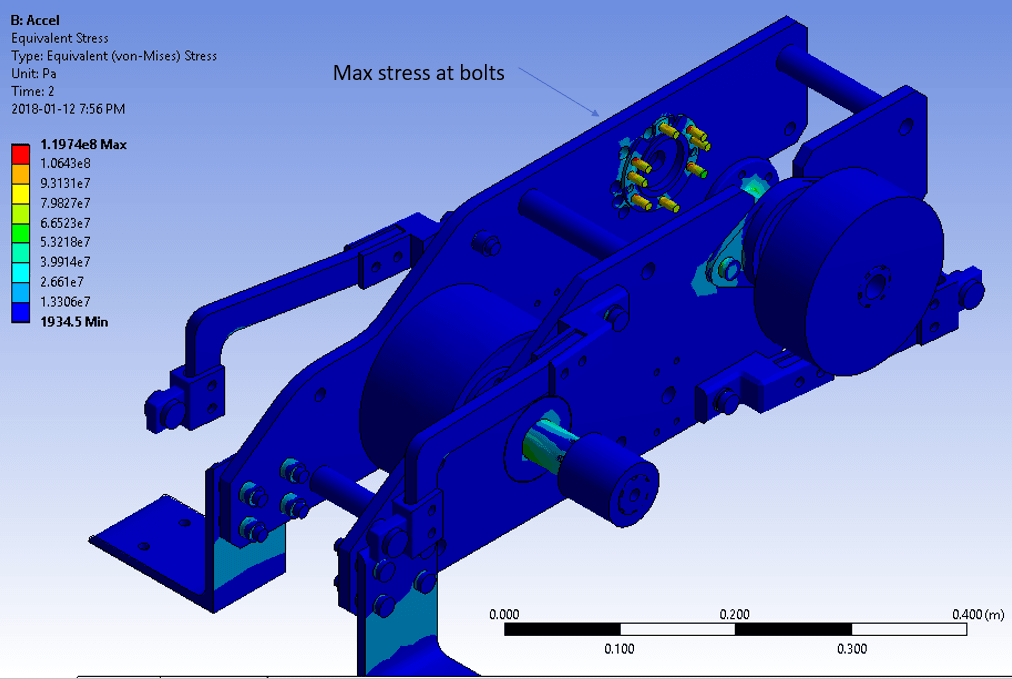 B: Accel
Equivalent Stress
Type: Equivalent (von-Mises) Stress
Unit: Pa
Time: 2
2018-01-12 7:56 PM
Max stress at bolts
1.1974e8 Max
1.0643e8
9.3131e7
7.9827e7
6.6523e7
5.3218e7
3.9914e7
2.661e7
1.3306e7
1934.5 Min
0.000 0.200 0.400 (m)
0.100 0.300